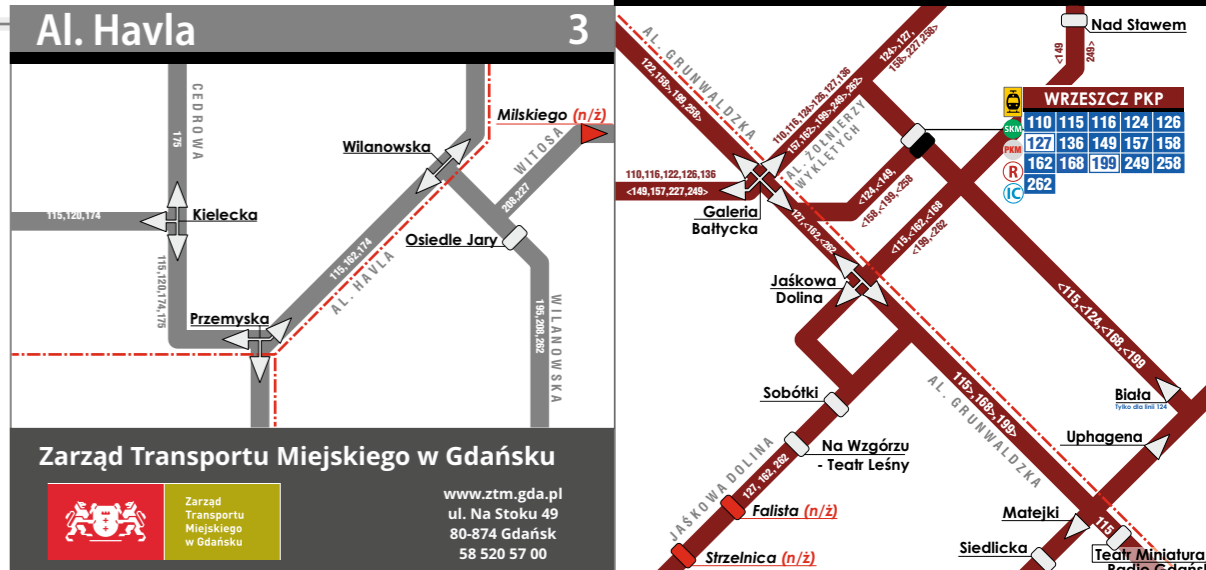 Al. Havla 3
CEDROWA
175
Milskiego (n/ż)
Wilanowska
WITOSA
208,227
115,120,174
Kielecka
Osiedle Jary
115,162,174
AL. HAVLA
115,120,174,175
Przemyska
195,208,262
WILANOWSKA
Zarząd Transportu Miejskiego w Gdańsku
Zarząd
Transportu
Miejskiego
w Gdańsku
www.ztm.gda.pl
ul. Na Stoku 49
80-874 Gdańsk
58 520 57 00
AL. GRUNWALDZKA
122,158>,199,258>
124>,127,
158>,227,258>
Nad Stawem
<149
249>
110,116,124>126,127,136
157,162>,199>,249>,262>
AL. ŻOŁNIERZY
WYKLĘTYCH
WRZESZCZ PKP
110 115 116 124 126
127 136 149 157 158
162 168 199 249 258
262
SKM
PKM
R
IC
110,116,122,126,136
<149,157,227,249>
Galeria
Bałtycka
<124,<149,
<158,<199,<258
127,<162,<262
<115,<162,<168
<199,<262
Jaśkowa
Dolina
<115,<124,<168,<199
Sobótki
AL. GRUNWALDZKA
115>,168>,199>
Biała
Tylko dla linii 124
Uphagena
Na Wzgórzu
- Teatr Leśny
JAŚKOWA DOLINA
127, 162, 262
Falista (n/ż)
Matejki
115
Strzelnica (n/ż)
Siedlicka
Teatr Miniatura
Radio Gdańsk